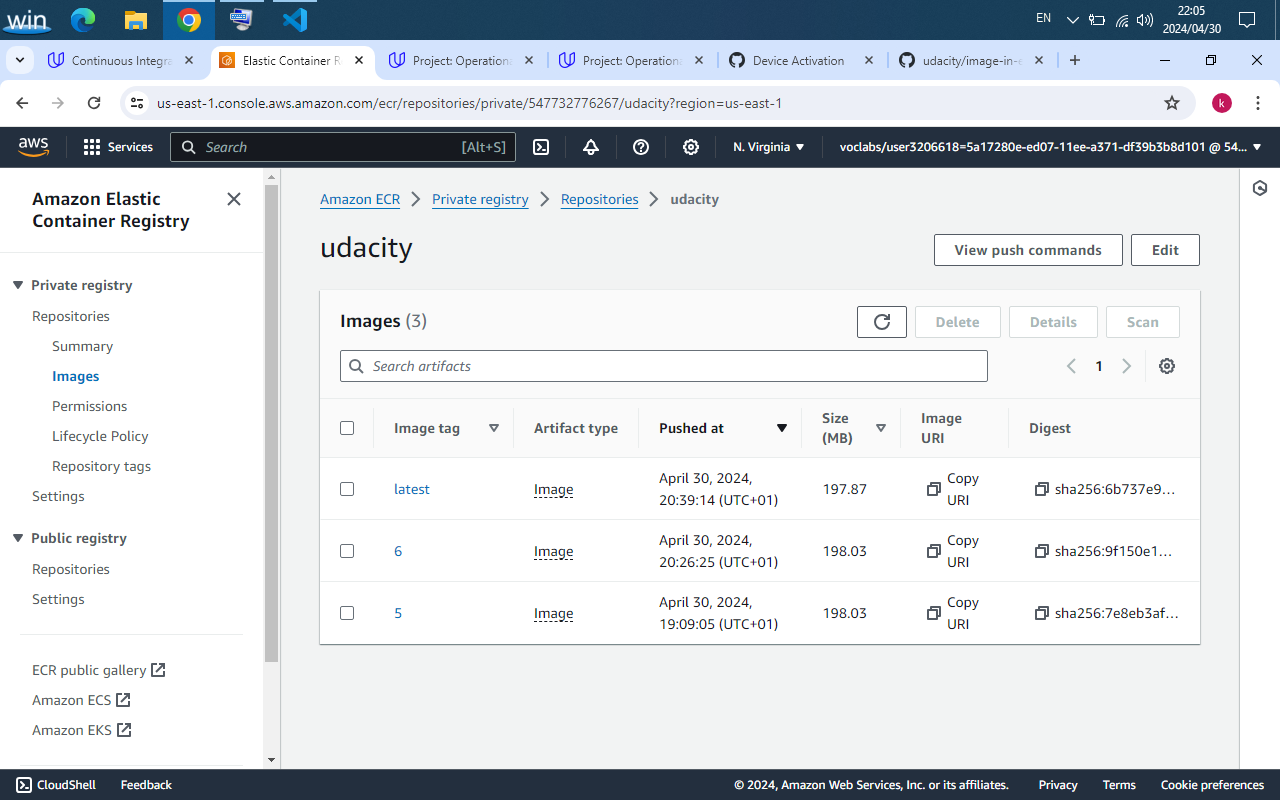 win
EN
22:05
2024/04/30
Continuous Integra
Elastic Container R
Project: Operation
Project: Operation
Device Activation
udacity/image-in-e
us-east-1.console.aws.amazon.com/ecr/repositories/private/547732776267/udacity?region=us-east-1
k
aws
Services
Search
[Alt+S]
N. Virginia
voclabs/user3206618=5a17280e-ed07-11ee-a371-df39b3b8d101 @ 54...
Amazon Elastic
Container Registry
Private registry
Repositories
Summary
Images
Permissions
Lifecycle Policy
Repository tags
Settings
Public registry
Repositories
Settings
ECR public gallery
Amazon ECS
Amazon EKS
Amazon ECR
Private registry
Repositories
udacity
udacity
View push commands
Edit
Images (3)
Delete
Details
Scan
Search artifacts
1
Image tag
Artifact type
Pushed at
Size
(MB)
Image
URI
Digest
latest
Image
April 30, 2024,
20:39:14 (UTC+01)
197.87
Copy
URI
sha256:6b737e9...
6
Image
April 30, 2024,
20:26:25 (UTC+01)
198.03
Copy
URI
sha256:9f150e1...
5
Image
April 30, 2024,
19:09:05 (UTC+01)
198.03
Copy
URI
sha256:7e8eb3af...
CloudShell
Feedback
© 2024, Amazon Web Services, Inc. or its affiliates.
Privacy
Terms
Cookie preferences